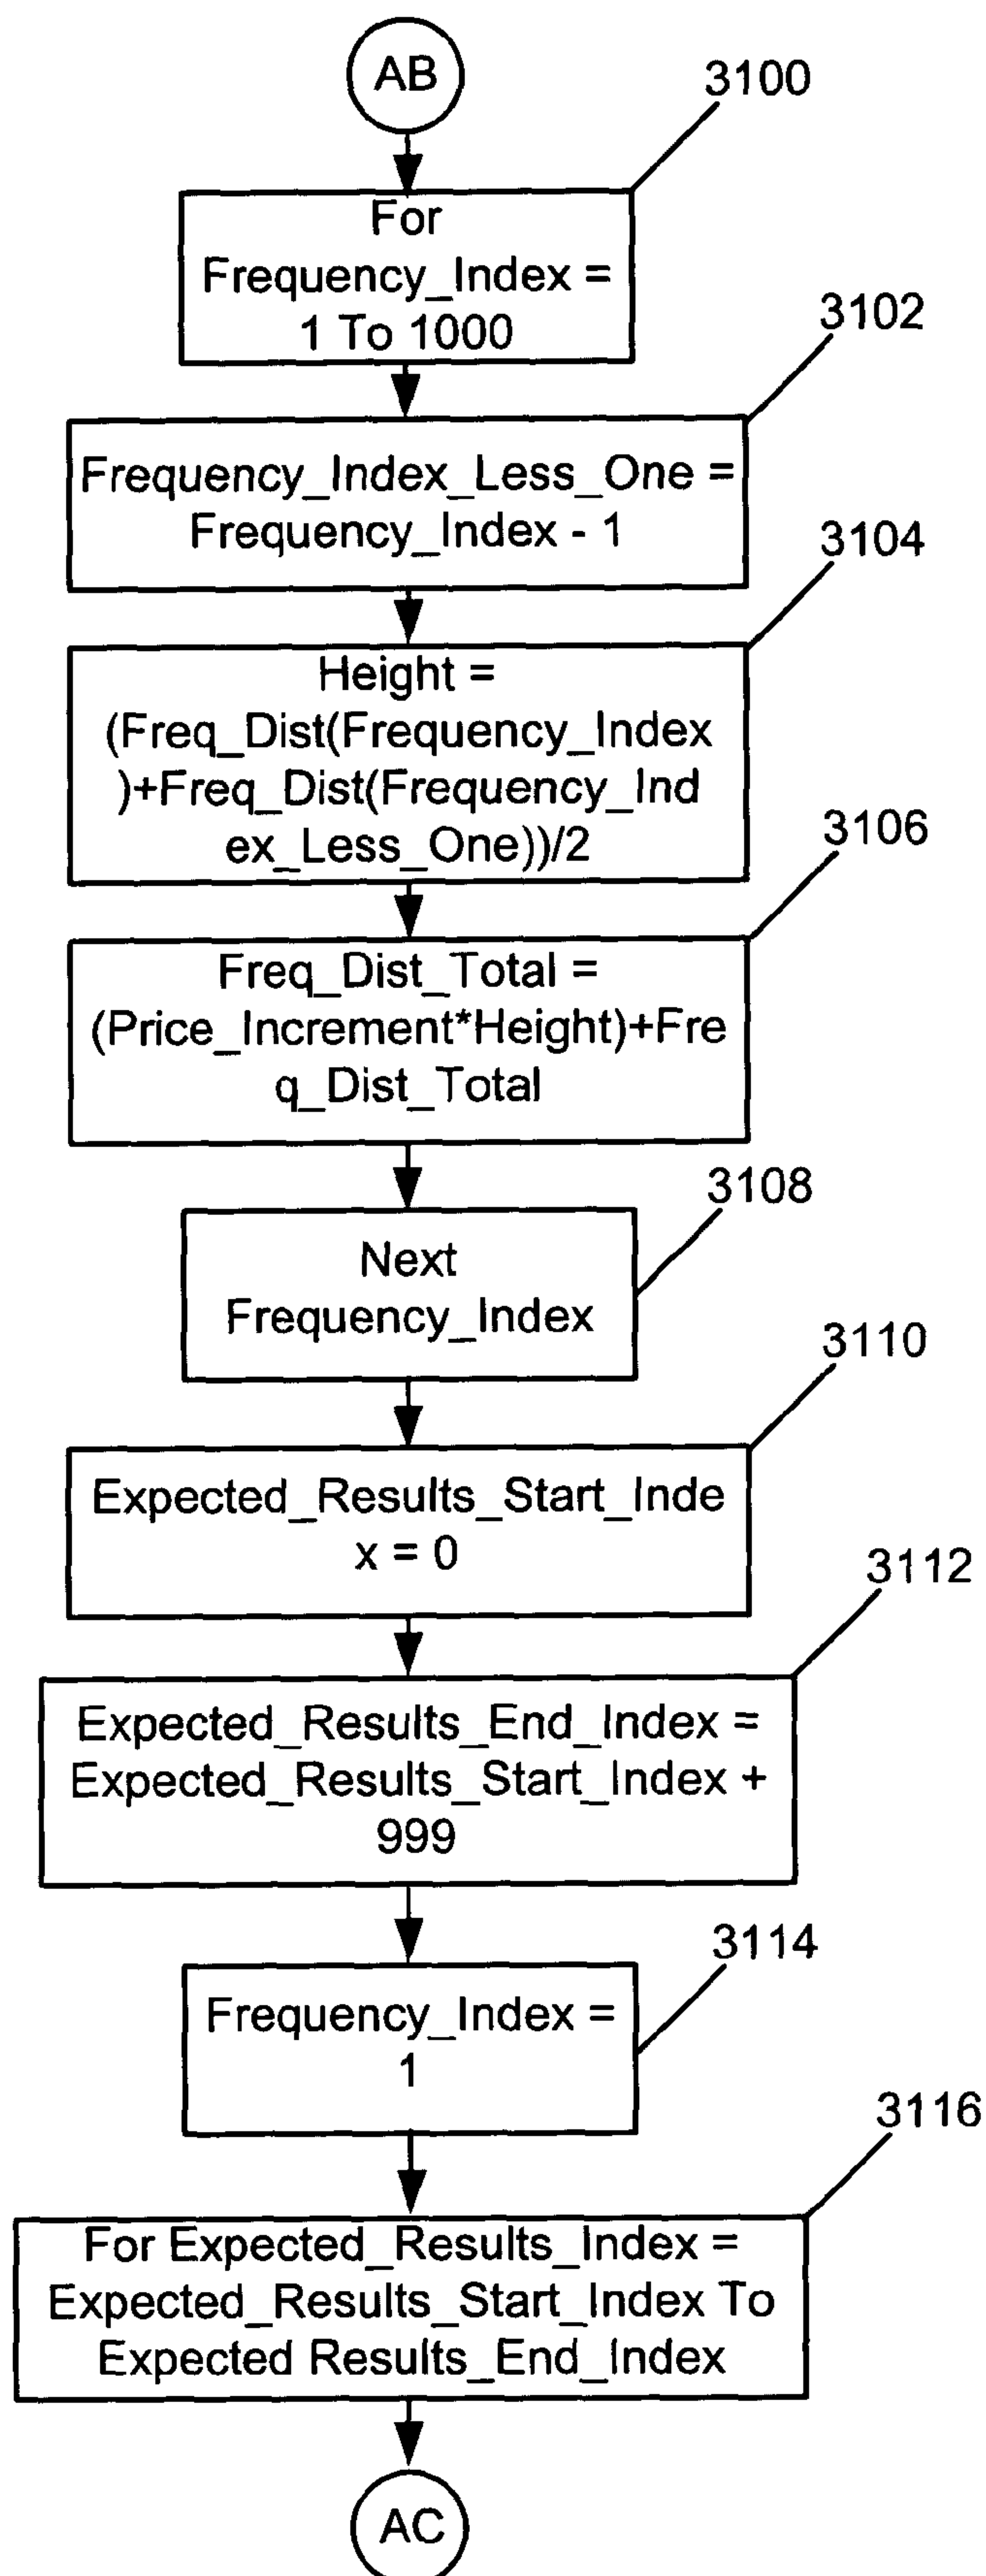 AB
3100
For
Frequency_Index =
1 To 1000
3102
Frequency_Index_Less_One =
Frequency_Index - 1
3104
Height =
(Freq_Dist(Frequency_Index
)+Freq_Dist(Frequency_Ind
ex_Less_One))/2
3106
Freq_Dist_Total =
(Price_Increment*Height)+Fre
q_Dist_Total
3108
Next
Frequency_Index
3110
Expected_Results_Start_Inde
x = 0
3112
Expected_Results_End_Index =
Expected_Results_Start_Index +
999
3114
Frequency_Index =
1
3116
For Expected_Results_Index =
Expected_Results_Start_Index To
Expected Results_End_Index
AC